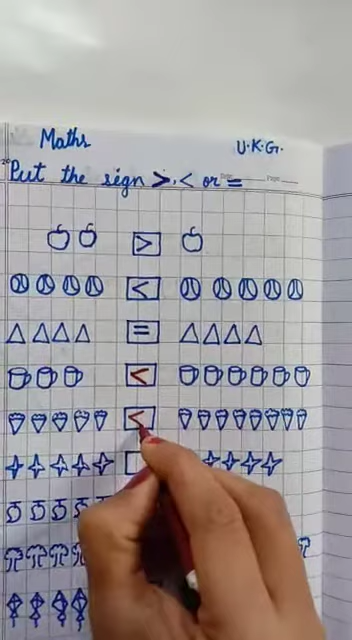 Maths
U.K.G.
Put the sign >, < or =
>
<
=
<
<